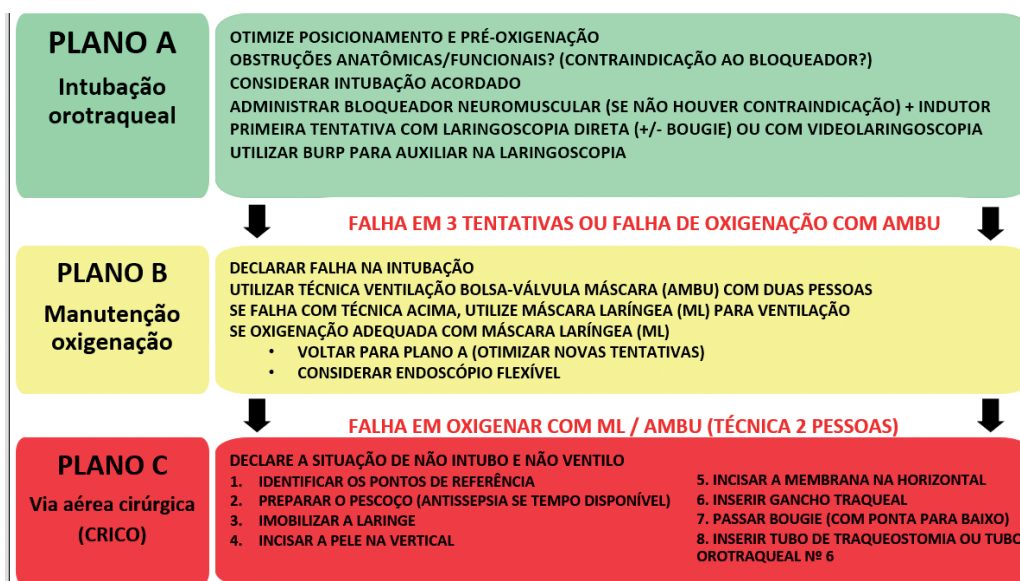 PLANO A
Intubação
orotraqueal
OTIMIZE POSICIONAMENTO E PRÉ-OXIGENAÇÃO
OBSTRUÇÕES ANATÔMICAS/FUNCIONAIS? (CONTRAINDICAÇÃO AO BLOQUEADOR?)
CONSIDERAR INTUBAÇÃO ACORDADO
ADMINISTRAR BLOQUEADOR NEUROMUSCULAR (SE NÃO HOUVER CONTRAINDICAÇÃO) + INDUTOR
PRIMEIRA TENTATIVA COM LARINGOSCOPIA DIRETA (+/- BOUGIE) OU COM VIDEOLARINGOSCOPIA
UTILIZAR BURP PARA AUXILIAR NA LARINGOSCOPIA
FALHA EM 3 TENTATIVAS OU FALHA DE OXIGENAÇÃO COM AMBU
PLANO B
Manutenção
oxigenação
DECLARAR FALHA NA INTUBAÇÃO
UTILIZAR TÉCNICA VENTILAÇÃO BOLSA-VÁLVULA MÁSCARA (AMBU) COM DUAS PESSOAS
SE FALHA COM TÉCNICA ACIMA, UTILIZE MÁSCARA LARÍNGEA (ML) PARA VENTILAÇÃO
SE OXIGENAÇÃO ADEQUADA COM MÁSCARA LARÍNGEA (ML)
• VOLTAR PARA PLANO A (OTIMIZAR NOVAS TENTATIVAS)
• CONSIDERAR ENDOSCÓPIO FLEXÍVEL
FALHA EM OXIGENAR COM ML / AMBU (TÉCNICA 2 PESSOAS)
PLANO C
Via aérea cirúrgica
(CRICO)
DECLARE A SITUAÇÃO DE NÃO INTUBO E NÃO VENTILO
1. IDENTIFICAR OS PONTOS DE REFERÊNCIA
2. PREPARAR O PESCOÇO (ANTISSEPSIA SE TEMPO DISPONÍVEL)
3. IMOBILIZAR A LARINGE
4. INCISAR A PELE NA VERTICAL
5. INCISAR A MEMBRANA NA HORIZONTAL
6. INSERIR GANCHO TRAQUEAL
7. PASSAR BOUGIE (COM PONTA PARA BAIXO)
8. INSERIR TUBO DE TRAQUEOSTOMIA OU TUBO
OROTRAQUEAL Nº 6